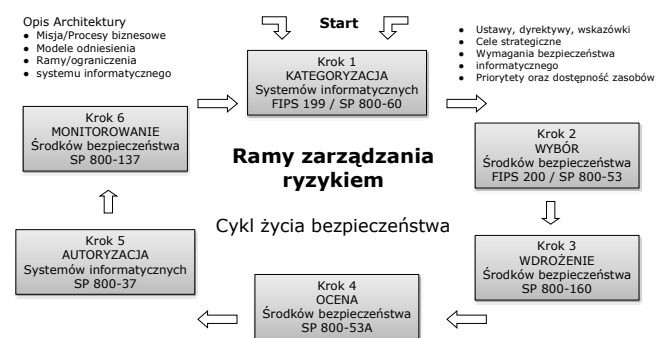 Opis Architektury
● Misja/Procesy biznesowe
● Modele odniesienia
● Ramy/ograniczenia
● systemu informatycznego
Start
● Ustawy, dyrektywy, wskazówki
● Cele strategiczne
● Wymagania bezpieczeństwa
● informatycznego
● Priorytety oraz dostępność zasobów
Krok 1
KATEGORYZACJA
Systemów informatycznych
FIPS 199 / SP 800-60
Krok 2
WYBÓR
Środków bezpieczeństwa
FIPS 200 / SP 800-53
Krok 3
WDROŻENIE
Środków bezpieczeństwa
SP 800-160
Krok 4
OCENA
Środków bezpieczeństwa
SP 800-53A
Krok 5
AUTORYZACJA
Systemów informatycznych
SP 800-37
Krok 6
MONITOROWANIE
Środków bezpieczeństwa
SP 800-137
Ramy zarządzania
ryzykiem
Cykl życia bezpieczeństwa